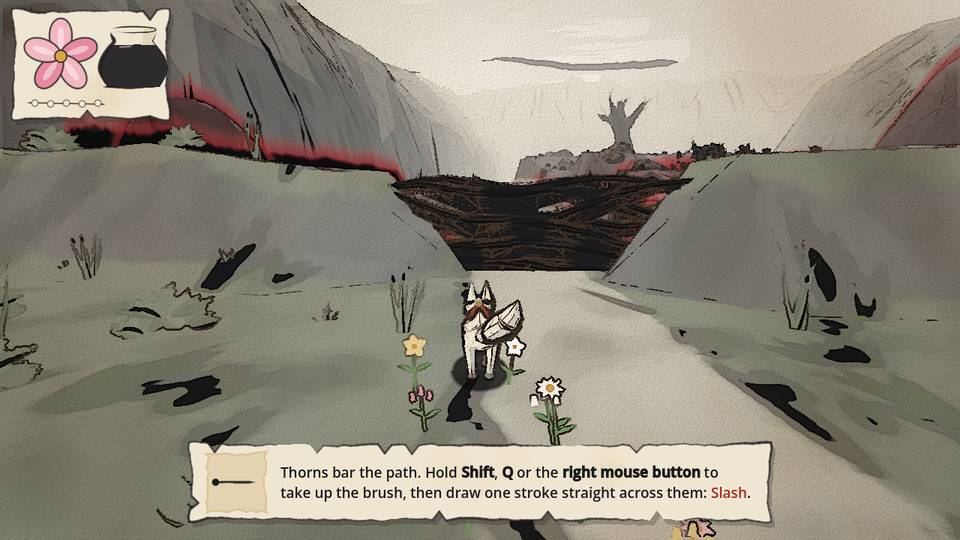 Thorns bar the path. Hold Shift, Q or the right mouse button to
take up the brush, then draw one stroke straight across them: Slash.